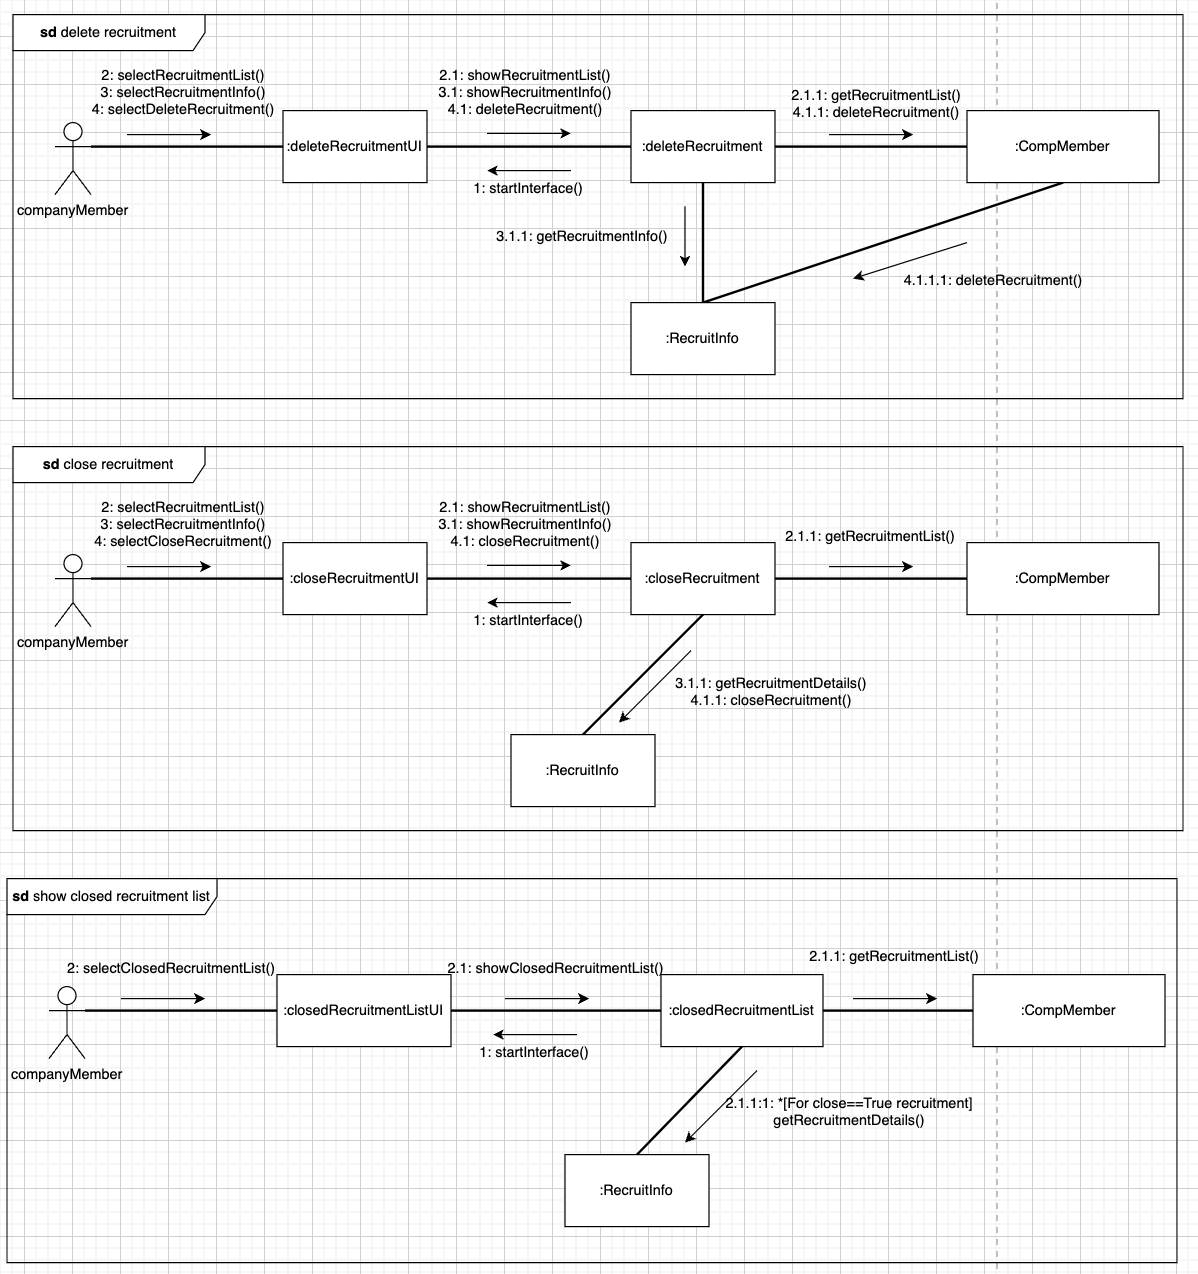 sd delete recruitment
2: selectRecruitmentList()
3: selectRecruitmentInfo()
4: selectDeleteRecruitment()
2.1: showRecruitmentList()
3.1: showRecruitmentInfo()
4.1: deleteRecruitment()
2.1.1: getRecruitmentList()
4.1.1: deleteRecruitment()
:deleteRecruitmentUI
:deleteRecruitment
:CompMember
1: startInterface()
companyMember
3.1.1: getRecruitmentInfo()
4.1.1.1: deleteRecruitment()
:RecruitInfo
sd close recruitment
2: selectRecruitmentList()
3: selectRecruitmentInfo()
4: selectCloseRecruitment()
2.1: showRecruitmentList()
3.1: showRecruitmentInfo()
4.1: closeRecruitment()
2.1.1: getRecruitmentList()
:closeRecruitmentUI
:closeRecruitment
:CompMember
1: startInterface()
companyMember
3.1.1: getRecruitmentDetails()
4.1.1: closeRecruitment()
:RecruitInfo
sd show closed recruitment list
2: selectClosedRecruitmentList()
2.1: showClosedRecruitmentList()
2.1.1: getRecruitmentList()
:closedRecruitmentListUI
:closedRecruitmentList
:CompMember
1: startInterface()
companyMember
2.1.1:1: *[For close==True recruitment]
getRecruitmentDetails()
:RecruitInfo